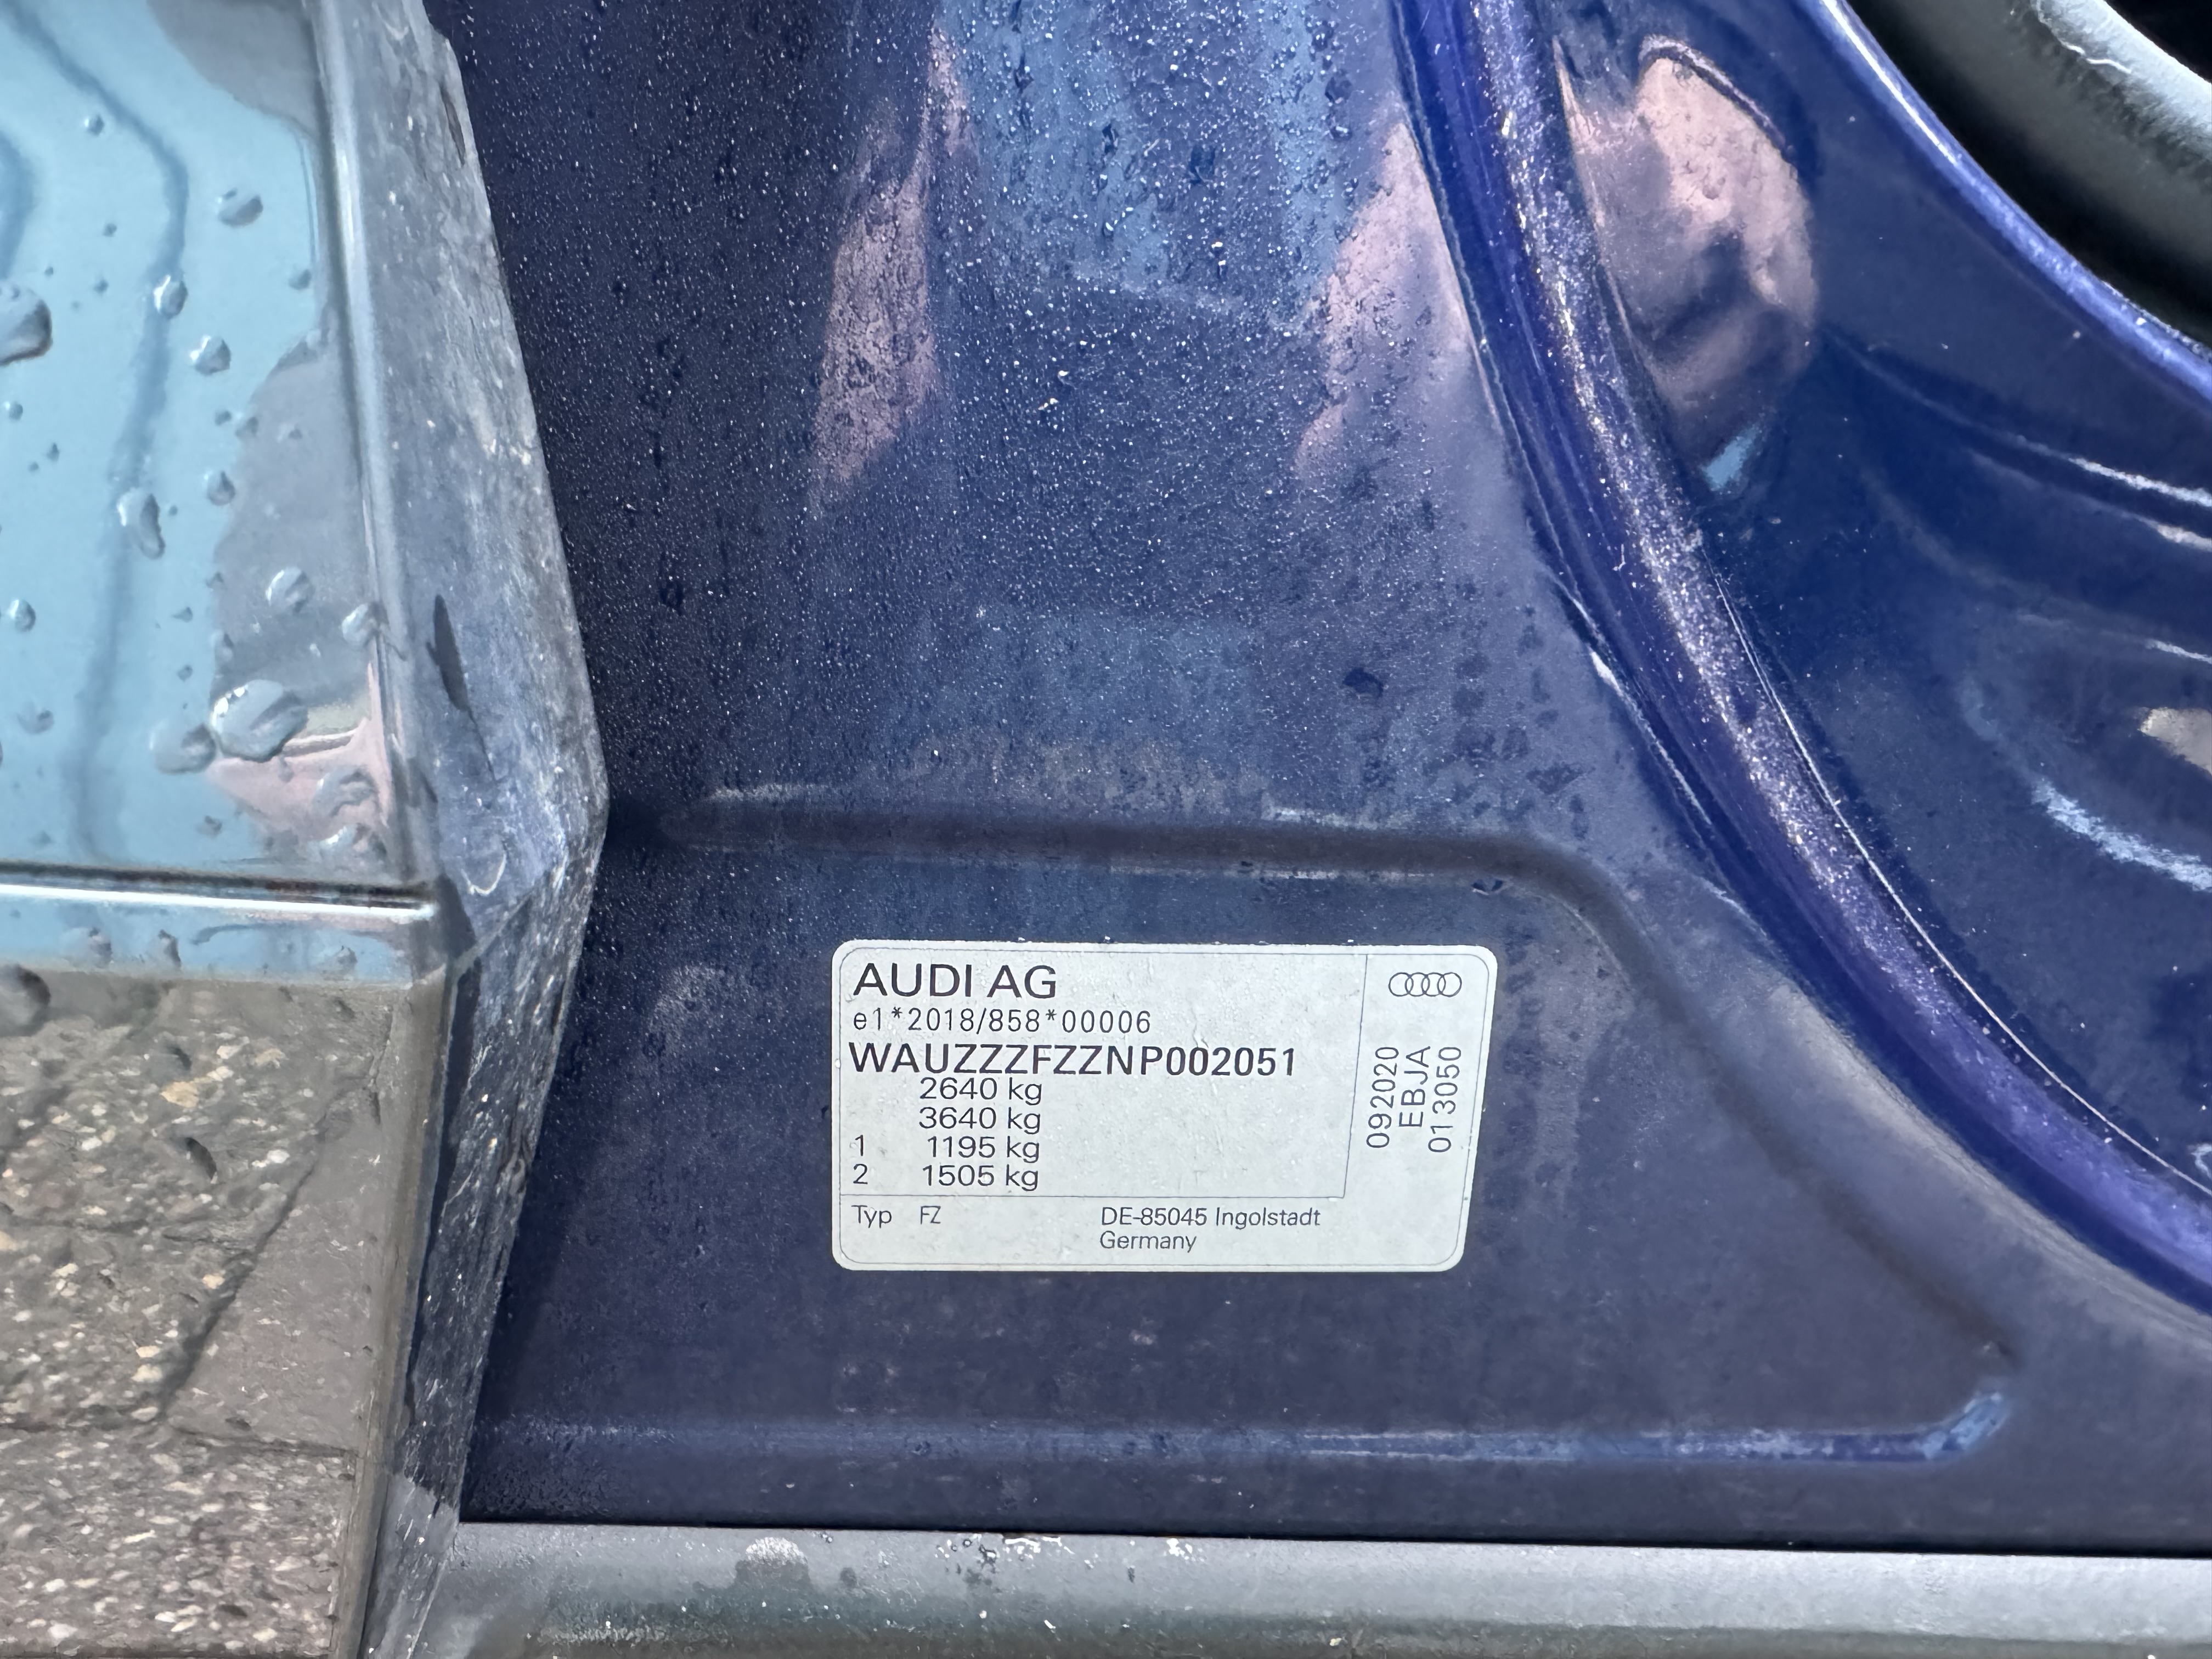 AUDI AG
e1*2018/858*00006
WAUZZZFZZNP002051
2640 kg
3640 kg
1 1195 kg
2 1505 kg
Typ FZ DE-85045 Ingolstadt
Germany
092020
EBJA
013050